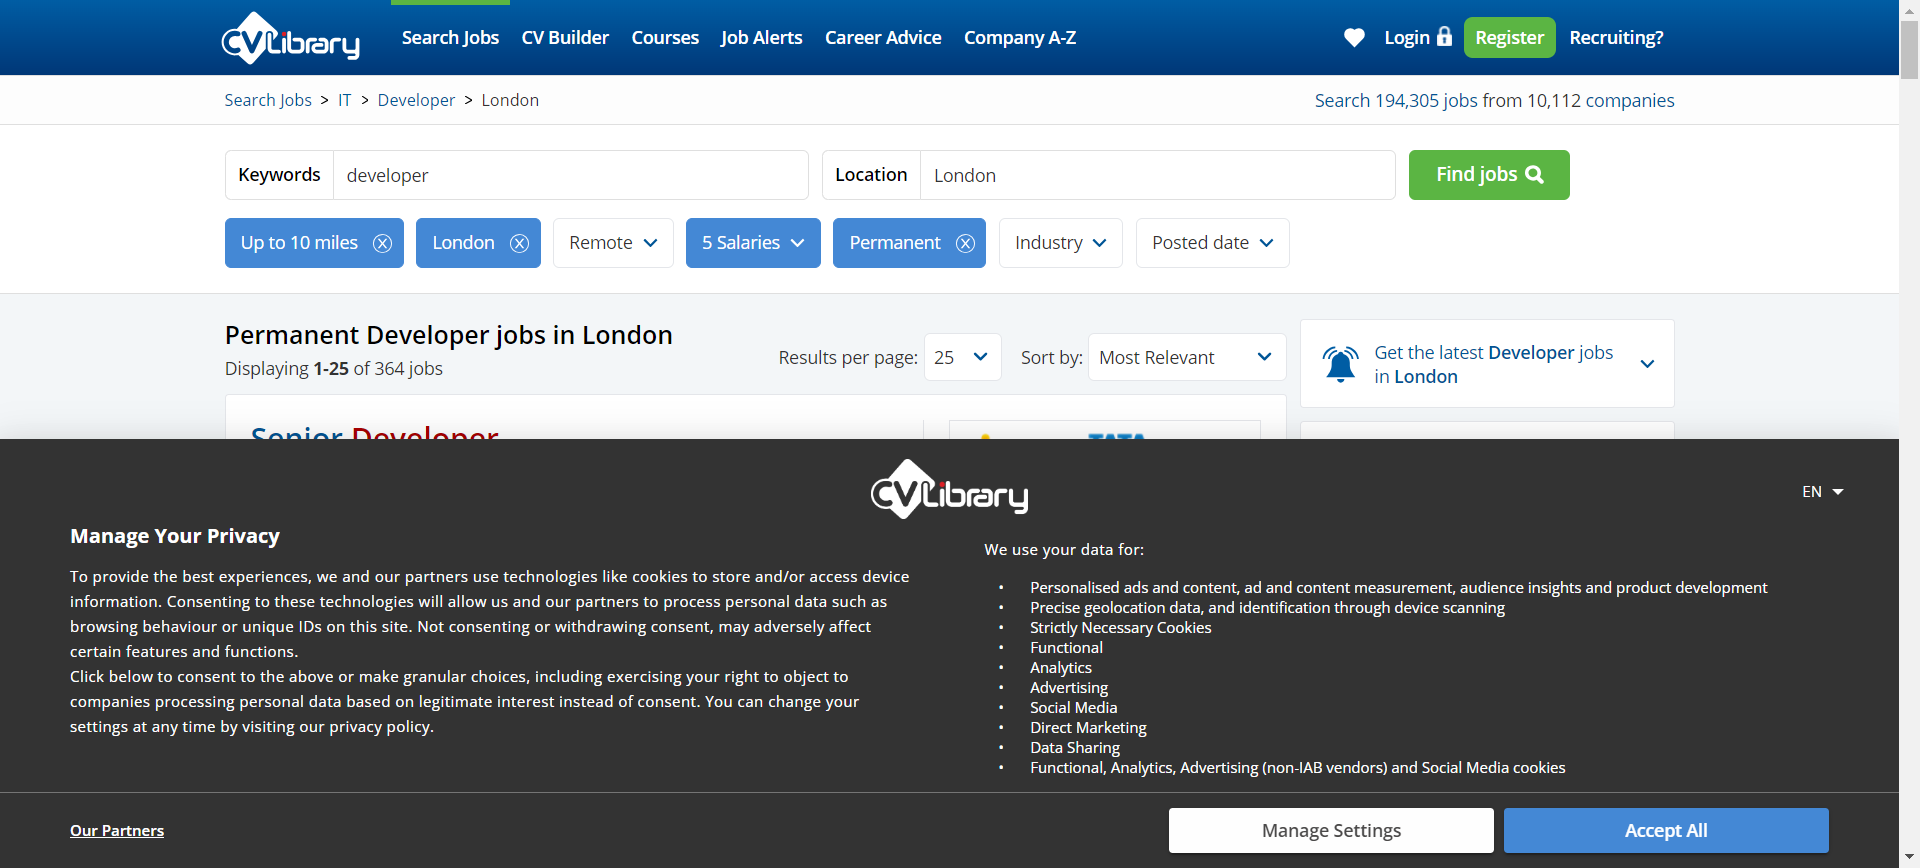 CVLibrary Search Jobs CV Builder Courses Job Alerts Career Advice Company A-Z Login Register Recruiting?
Search Jobs > IT > Developer > London
Search 194,305 jobs from 10,112 companies
Keywords developer Location London Find jobs
Up to 10 miles London Remote 5 Salaries Permanent Industry Posted date
Permanent Developer jobs in London
Displaying 1-25 of 364 jobs
Results per page: 25 Sort by: Most Relevant
Get the latest Developer jobs
in London
Senior Developer
TATA
CVLibrary
EN
Manage Your Privacy
To provide the best experiences, we and our partners use technologies like cookies to store and/or access device
information. Consenting to these technologies will allow us and our partners to process personal data such as
browsing behaviour or unique IDs on this site. Not consenting or withdrawing consent, may adversely affect
certain features and functions.
Click below to consent to the above or make granular choices, including exercising your right to object to
companies processing personal data based on legitimate interest instead of consent. You can change your
settings at any time by visiting our privacy policy.
We use your data for:
• Personalised ads and content, ad and content measurement, audience insights and product development
• Precise geolocation data, and identification through device scanning
• Strictly Necessary Cookies
• Functional
• Analytics
• Advertising
• Social Media
• Direct Marketing
• Data Sharing
• Functional, Analytics, Advertising (non-IAB vendors) and Social Media cookies
Our Partners
Manage Settings
Accept All